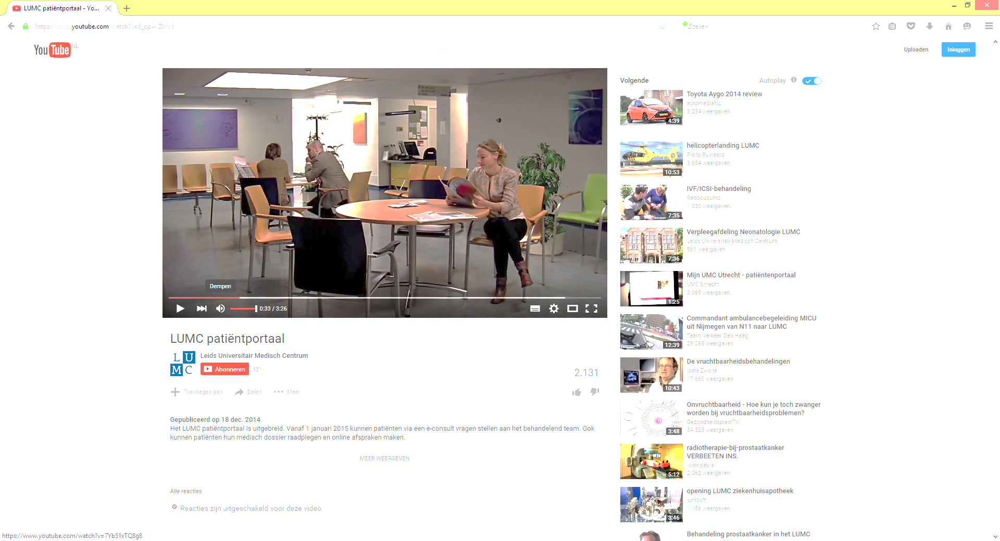 LUMC patiëntportaal - Yo...
youtube.com
Zoeken
YouTube NL
Uploaden
Inloggen
Dempen
0:33 / 3:26
LUMC patiëntportaal
LUMC
Leids Universitair Medisch Centrum
Abonneren 131
2.131
Toevoegen aan Delen Meer
Gepubliceerd op 18 dec. 2014
Het LUMC patiëntportaal is uitgebreid. Vanaf 1 januari 2015 kunnen patiënten via een e-consult vragen stellen aan het behandelend team. Ook
kunnen patiënten hun medisch dossier raadplegen en online afspraken maken.
MEER WEERGEVEN
Alle reacties
Reacties zijn uitgeschakeld voor deze video.
Volgende Autoplay
Toyota Aygo 2014 review
automediaNL
3.234 weergaven
4:39
helicopterlanding LUMC
Floris Ruwaard
3.654 weergaven
10:53
IVF/ICSI-behandeling
Radboudumc
1.030 weergaven
7:35
Verpleegafdeling Neonatologie LUMC
Leids Universitair Medisch Centrum
561 weergaven
7:36
Mijn UMC Utrecht - patiëntenportaal
UMC Utrecht
3.069 weergaven
1:25
Commandant ambulancebegeleiding MICU
uit Nijmegen van N11 naar LUMC
Team Verkeer Den Haag
29.085 weergaven
12:39
De vruchtbaarheidsbehandelingen
Isala Zwolle
17.660 weergaven
10:43
Onvruchtbaarheid - Hoe kun je toch zwanger
worden bij vruchtbaarheidsproblemen?
GezondheidspleinTV
34.325 weergaven
3:48
radiotherapie-bij-prostaatkanker
VERBEETEN INS.
iwan paula
2.062 weergaven
5:12
opening LUMC ziekenhuisapotheek
lumckft
1.156 weergaven
3:46
Behandeling prostaatkanker in het LUMC
https://www.youtube.com/watch?v=7Yb51xTQ8g8